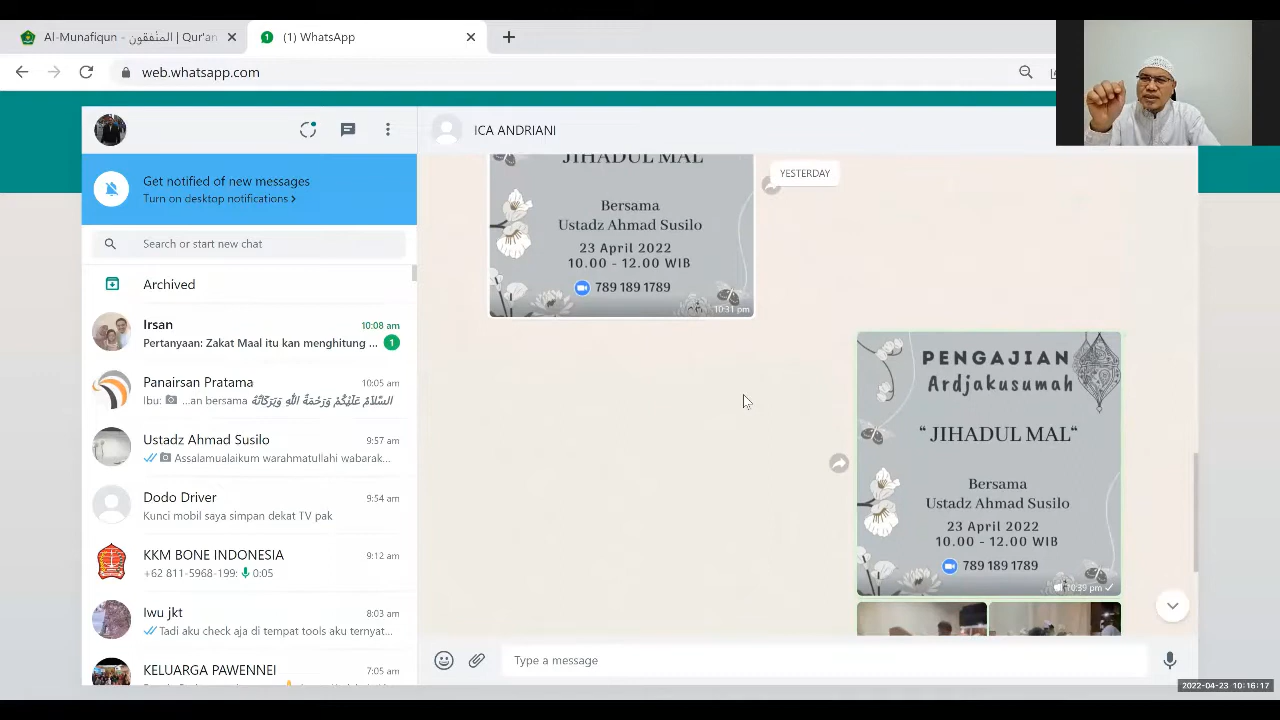 Al-Munafiqun - المنٰفقون | Qur'an
(1) WhatsApp
web.whatsapp.com
Get notified of new messages
Turn on desktop notifications >
Search or start new chat
Archived
Irsan
10:08 am
Pertanyaan: Zakat Maal itu kan menghitung ...
1
Panairsan Pratama
10:05 am
Ibu: ...an bersama السَّلاَمُ عَلَيْكُمْ وَرَحْمَةُ اللهِ وَبَرَكَاتُهُ
Ustadz Ahmad Susilo
9:57 am
Assalamualaikum warahmatullahi wabarak...
Dodo Driver
9:54 am
Kunci mobil saya simpan dekat TV pak
KKM BONE INDONESIA
9:12 am
+62 811-5968-199: 0:05
Iwu jkt
8:03 am
Tadi aku check aja di tempat tools aku ternyat...
KELUARGA PAWENNEI
7:05 am
ICA ANDRIANI
YESTERDAY
JIHADUL MAL
Bersama
Ustadz Ahmad Susilo
23 April 2022
10.00 - 12.00 WIB
789 189 1789
10:31 pm
PENGAJIAN
Ardjakusumah
“JIHADUL MAL“
Bersama
Ustadz Ahmad Susilo
23 April 2022
10.00 - 12.00 WIB
789 189 1789
10:39 pm
Type a message
2022-04-23 10:16:17